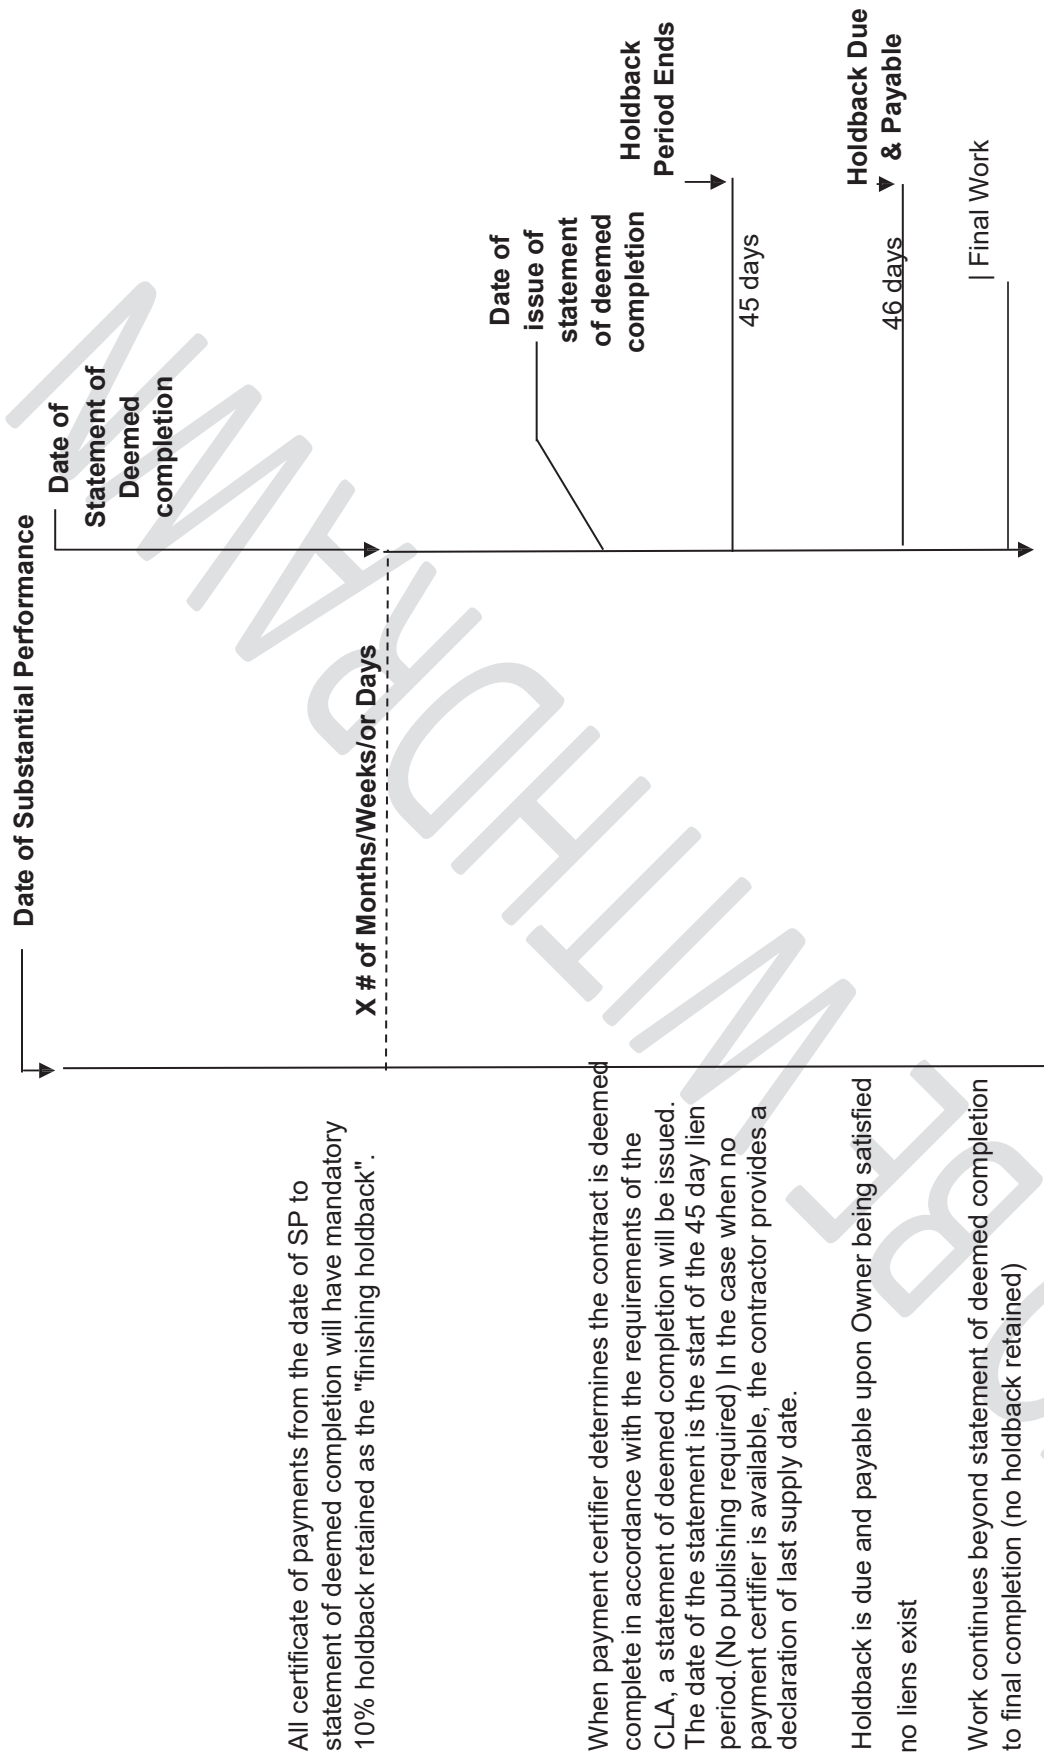 Date of Substantial Performance
Date of
Statement of
Deemed
completion
X # of Months/Weeks/or Days
Date of
issue of
statement
of deemed
completion
Holdback
Period Ends
45 days
Holdback Due
& Payable
46 days
| Final Work
All certificate of payments from the date of SP to
statement of deemed completion will have mandatory
10% holdback retained as the "finishing holdback".
When payment certifier determines the contract is deemed
complete in accordance with the requirements of the
CLA, a statement of deemed completion will be issued.
The date of the statement is the start of the 45 day lien
period.(No publishing required) In the case when no
payment certifier is available, the contractor provides a
declaration of last supply date.
Holdback is due and payable upon Owner being satisfied
no liens exist
Work continues beyond statement of deemed completion
to final completion (no holdback retained)
BE WITHDRAWN